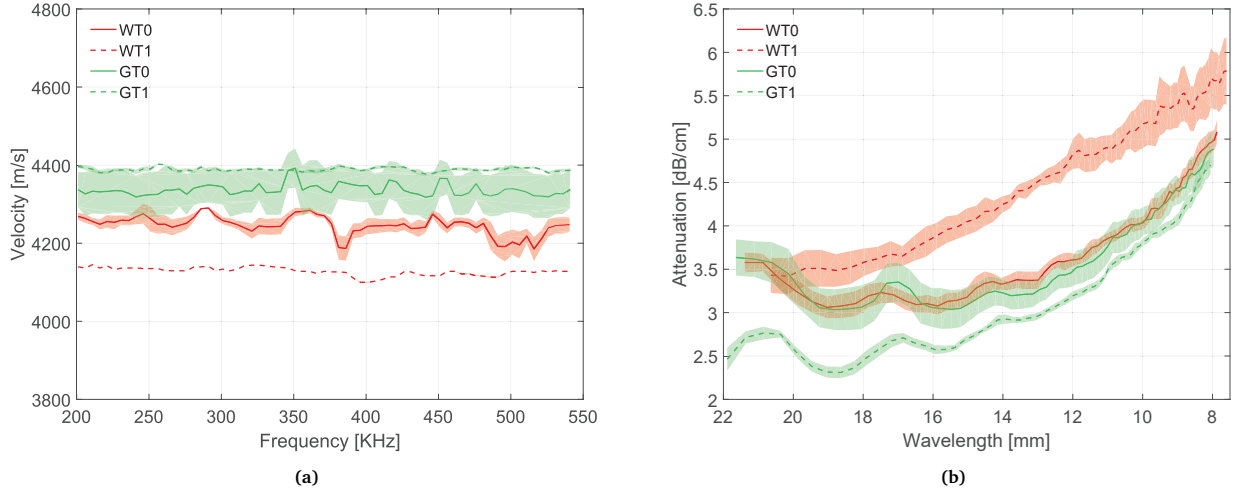 4800
4600
4400
4200
4000
3800
Velocity [m/s]
WT0
WT1
GT0
GT1
200 250 300 350 400 450 500 550
Frequency [KHz]
(a)
6.5
6
5.5
5
4.5
4
3.5
3
2.5
2
Attenuation [dB/cm]
WT0
WT1
GT0
GT1
20 18 16 14 12 10 8
Wavelength [mm]
(b)